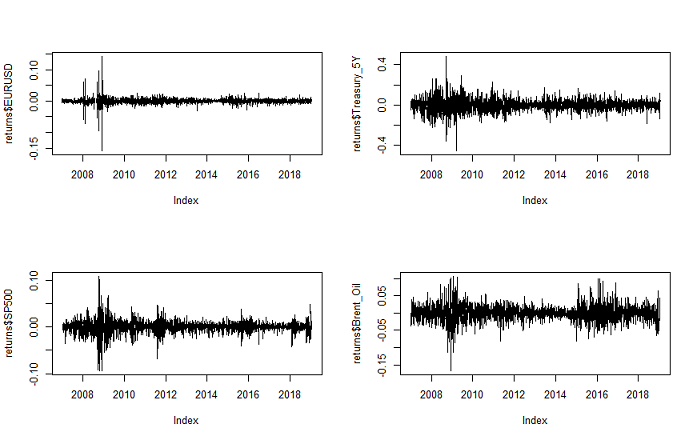 returns$EURUSD
0.10
0.00
-0.15
2008 2010 2012 2014 2016 2018
Index
returns$Treasury_5Y
0.4
0.0
-0.4
2008 2010 2012 2014 2016 2018
Index
returns$SP500
0.10
0.00
-0.10
2008 2010 2012 2014 2016 2018
Index
returns$Brent_Oil
0.05
-0.05
-0.15
2008 2010 2012 2014 2016 2018
Index